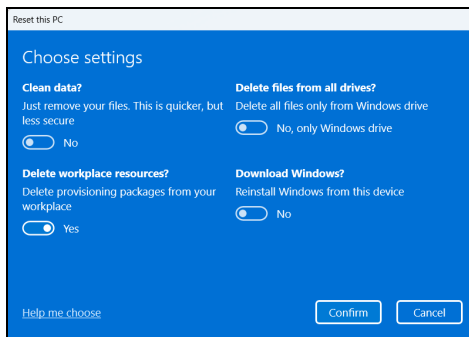 Reset this PC
Choose settings
Clean data?
Just remove your files. This is quicker, but
less secure
No
Delete files from all drives?
Delete all files only from Windows drive
No, only Windows drive
Delete workplace resources?
Delete provisioning packages from your
workplace
Yes
Download Windows?
Reinstall Windows from this device
No
Help me choose
Confirm
Cancel